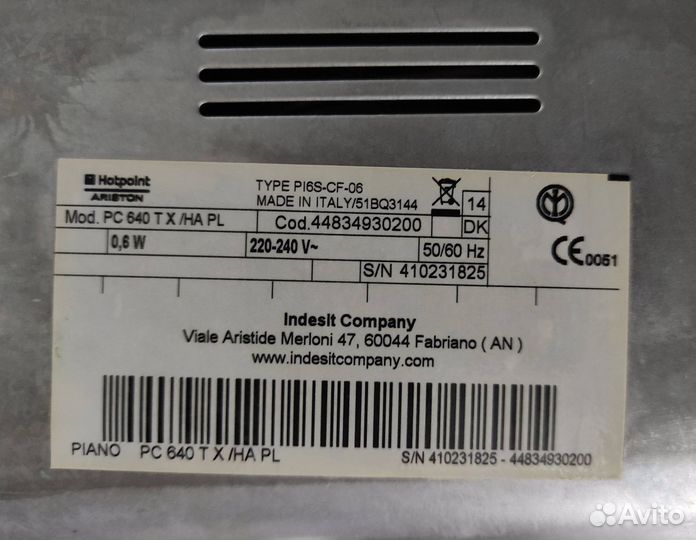 Hotpoint
ARISTON
TYPE PI6S-CF-06
MADE IN ITALY/51BQ3144
14
Mod. PC 640 T X /HA PL
Cod.44834930200
DK
0,6 W
220-240 V~
50/60 Hz
S/N 410231825
CE 0051
Indesit Company
Viale Aristide Merloni 47, 60044 Fabriano ( AN )
www.indesitcompany.com
PIANO PC 640 T X /HA PL
S/N 410231825 - 44834930200
Avito